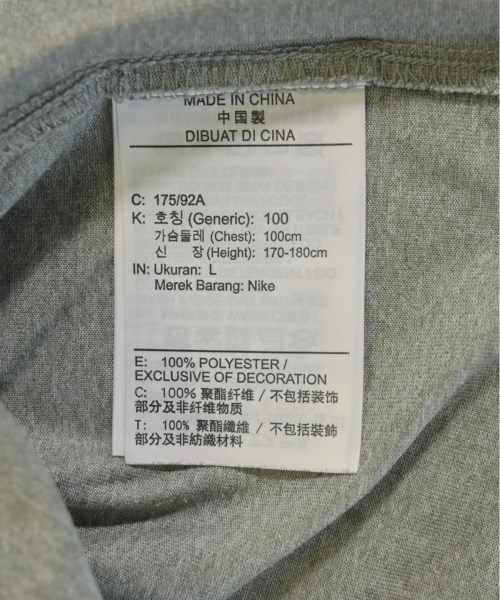 MADE IN CHINA
中国製
DIBUAT DI CINA
C: 175/92A
K: 호칭 (Generic): 100
가슴둘레 (Chest): 100cm
신 장 (Height): 170-180cm
IN: Ukuran: L
Merek Barang: Nike
E: 100% POLYESTER /
EXCLUSIVE OF DECORATION
C: 100% 聚酯纤维 / 不包括装饰
部分及非纤维物质
T: 100% 聚酯纖維 / 不包括裝飾
部分及非紡織材料